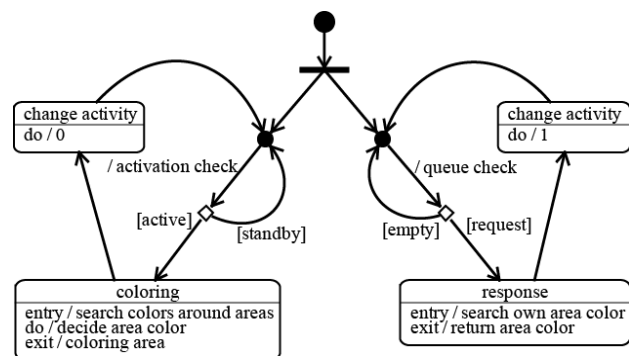 change activity
do / 0
change activity
do / 1
/ activation check
/ queue check
[active]
[standby]
[empty]
[request]
coloring
entry / search colors around areas
do / decide area color
exit / coloring area
response
entry / search own area color
exit / return area color